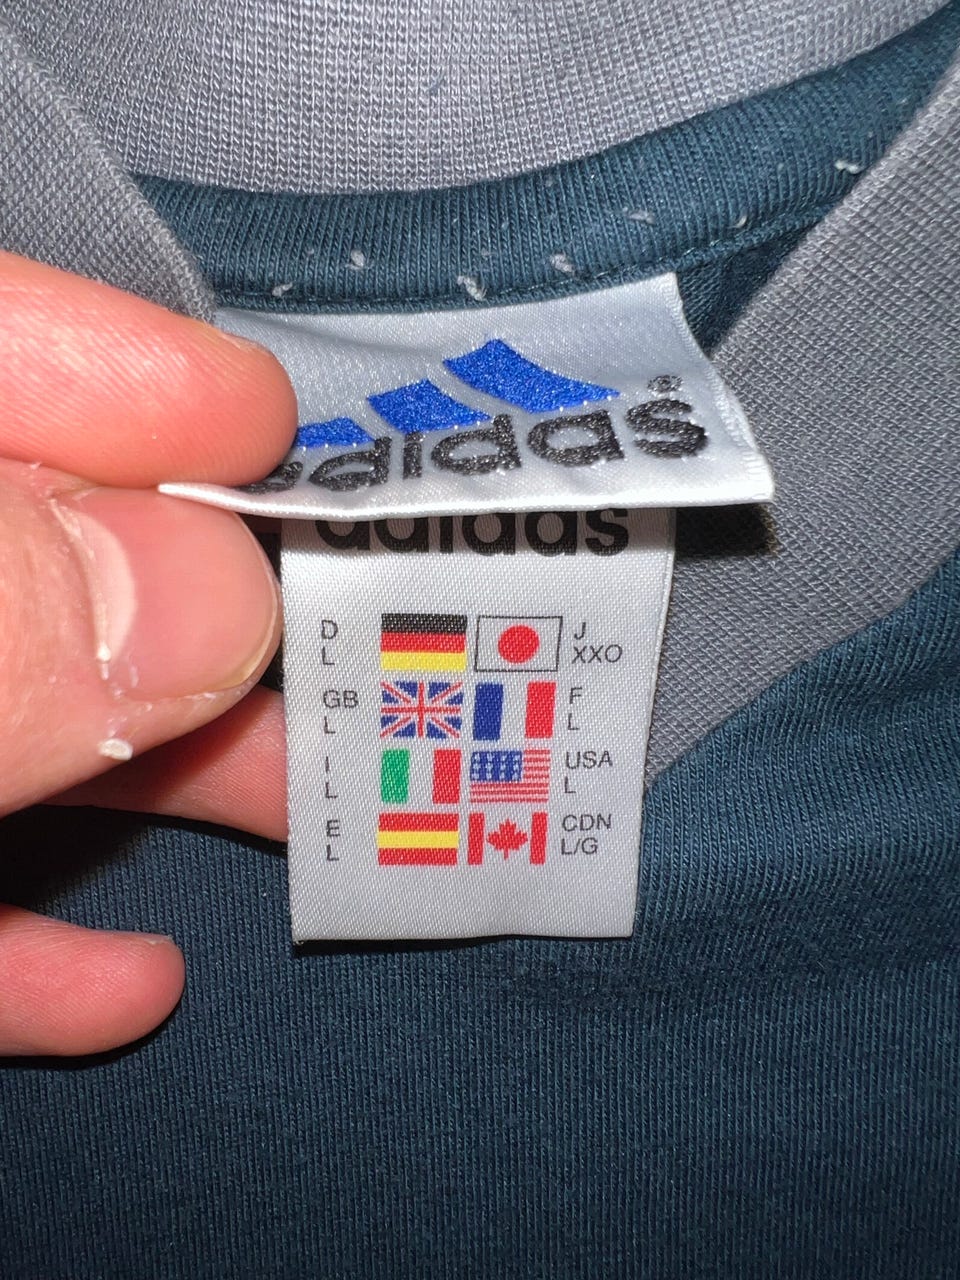 adidas®
adidas
D J
L XXO
GB F
L L
I USA
L L
E CDN
L L/G